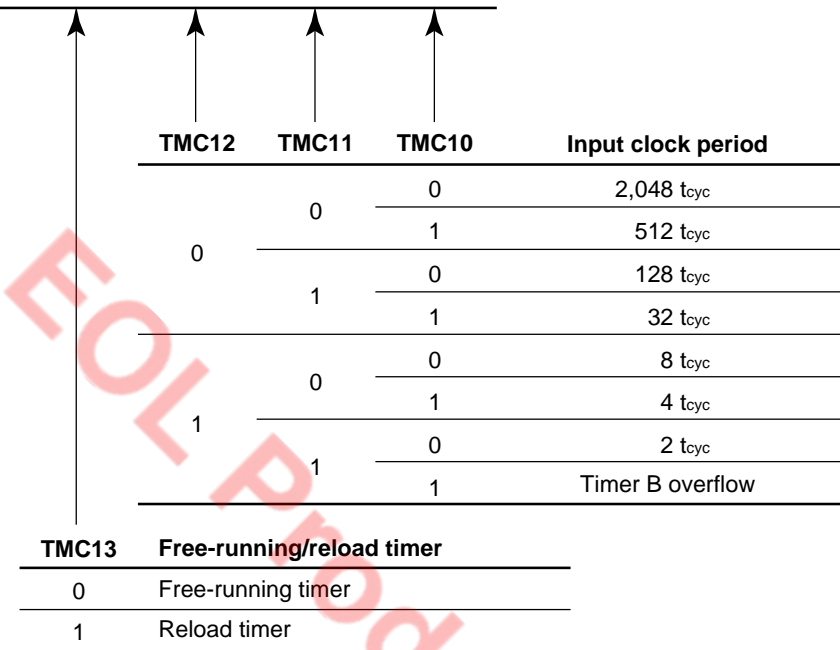 TMC12 TMC11 TMC10 Input clock period
0 0 0 2,048 tcyc
1 512 tcyc
1 0 128 tcyc
1 32 tcyc
1 0 0 8 tcyc
1 4 tcyc
1 0 2 tcyc
1 Timer B overflow
TMC13 Free-running/reload timer
0 Free-running timer
1 Reload timer
EOL Prod